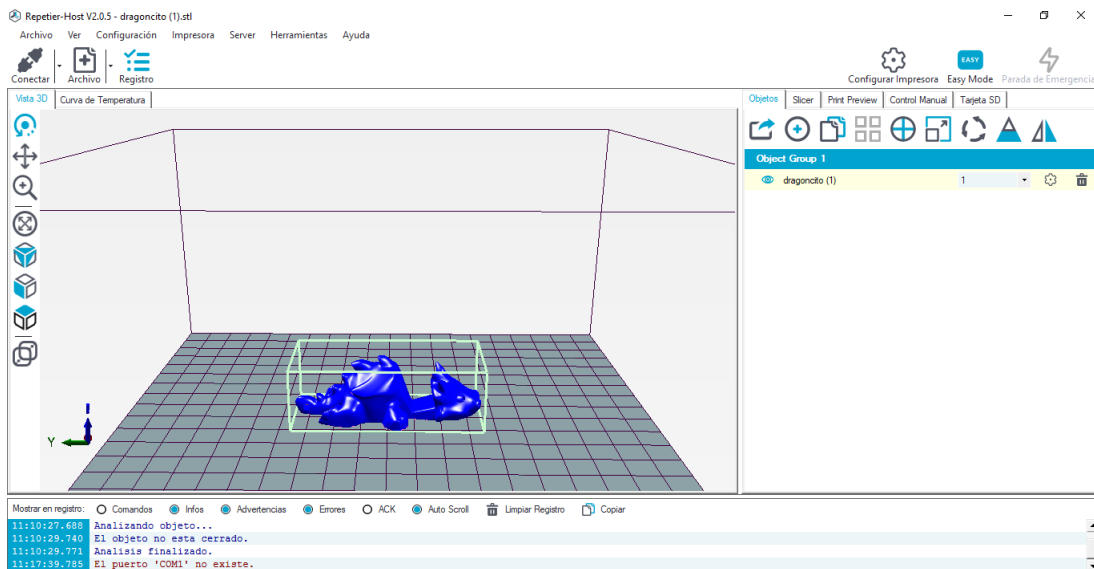 Repetier-Host V2.0.5 - dragoncito (1).stl
Archivo Ver Configuración Impresora Server Herramientas Ayuda
Conectar Archivo Registro Configurar Impresora Easy Mode Parada de Emergencia
EASY
Vista 3D Curva de Temperatura
Objetos Slicer Print Preview Control Manual Tarjeta SD
Object Group 1
dragoncito (1) 1
Y
Mostrar en registro: Comandos Infos Advertencias Errores ACK Auto Scroll Limpiar Registro Copiar
11:10:27.688 Analizando objeto...
11:10:29.740 El objeto no esta cerrado.
11:10:29.771 Analisis finalizado.
11:17:39.785 El puerto 'COM1' no existe.